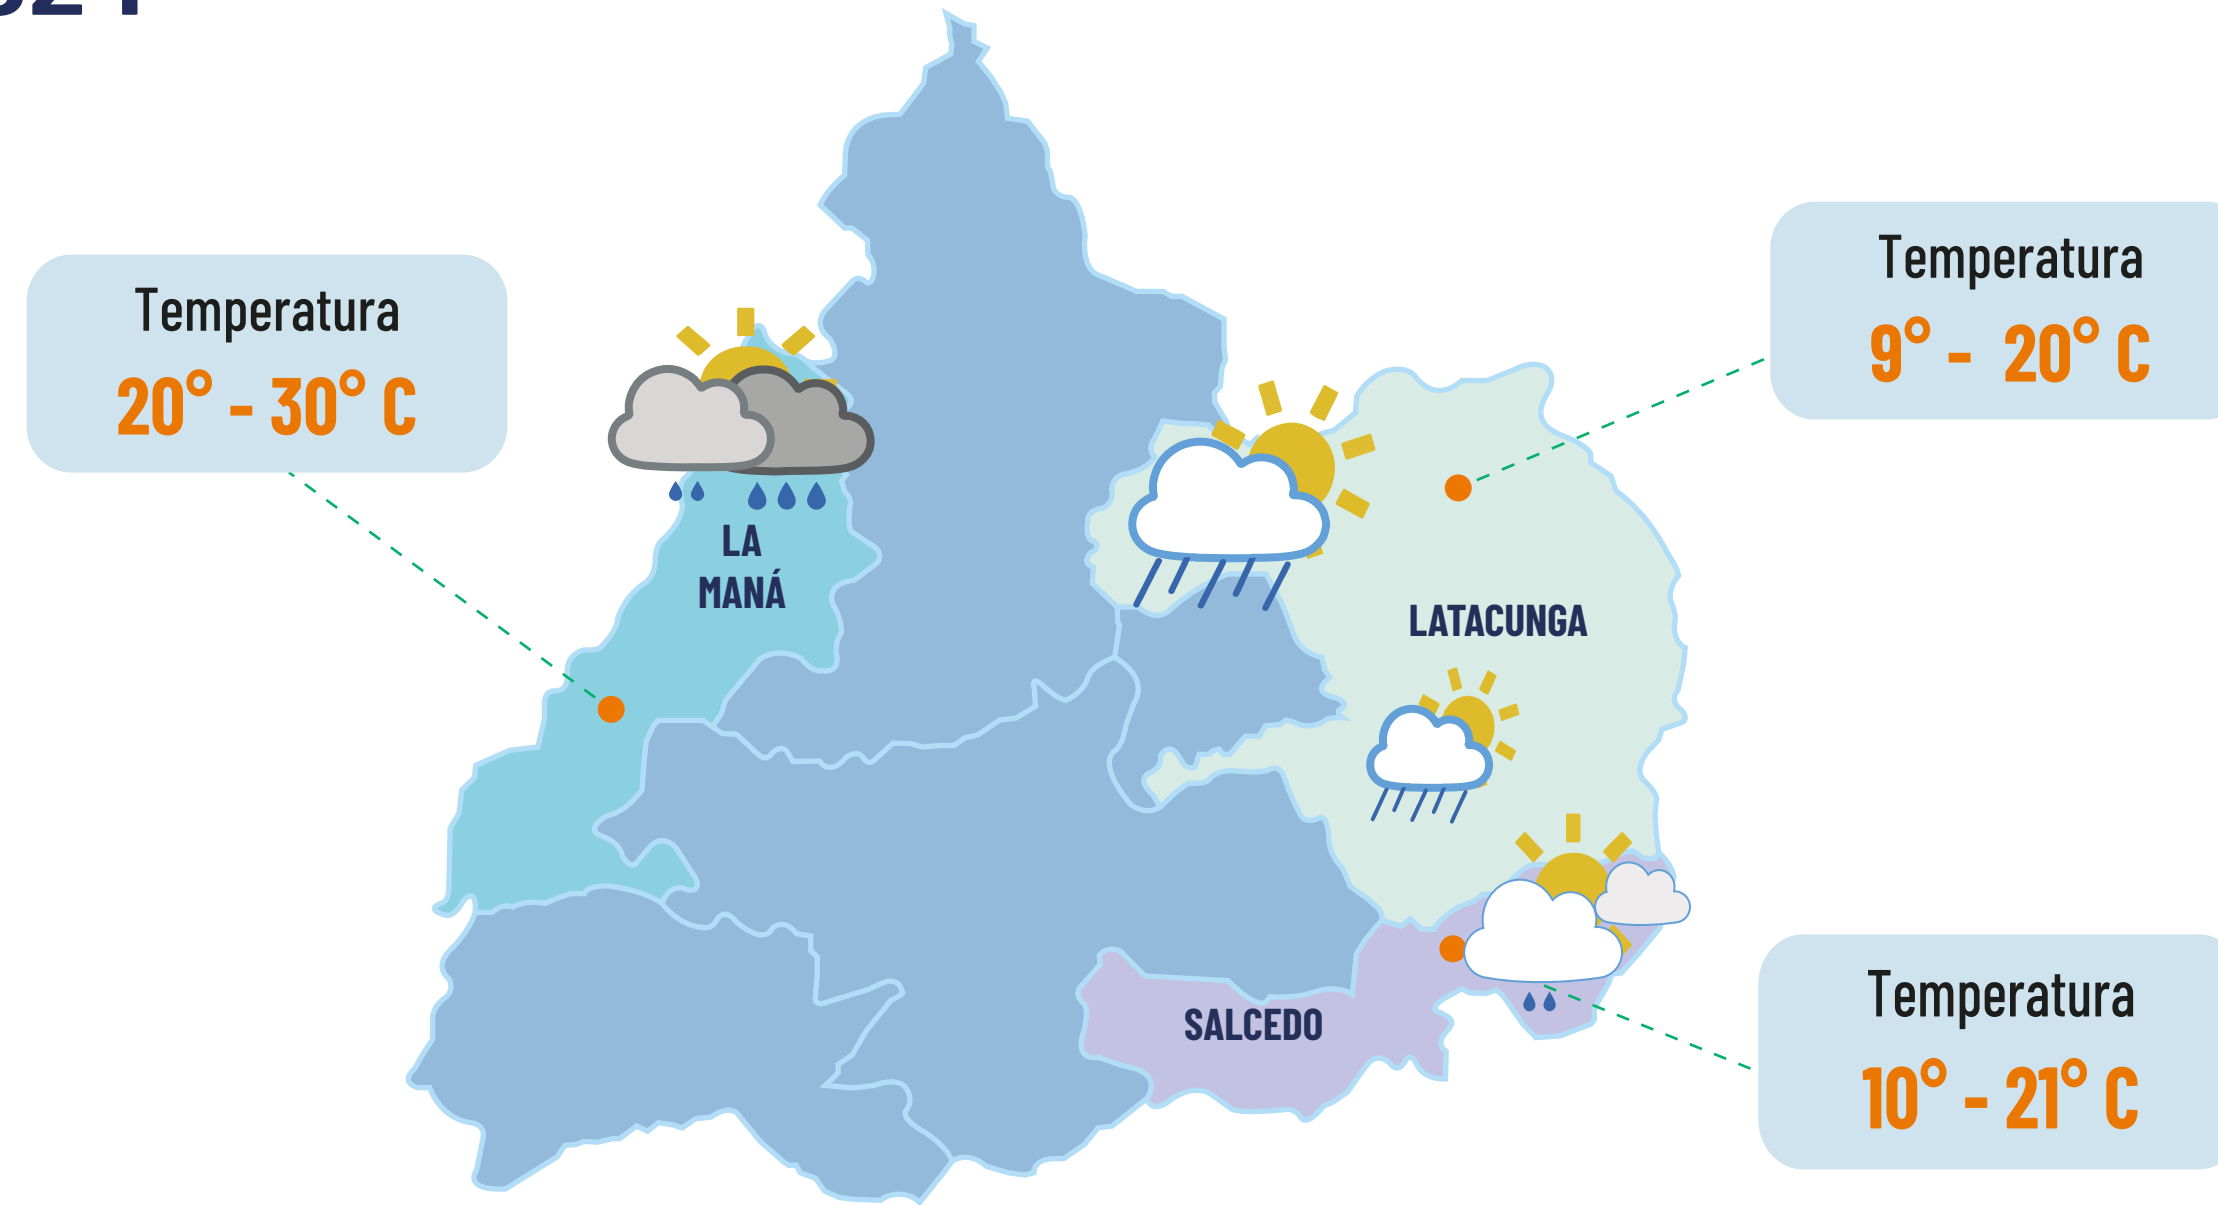 Temperatura
20° - 30° C
Temperatura
9° - 20° C
LA
MANÁ
LATACUNGA
SALCEDO
Temperatura
10° - 21° C